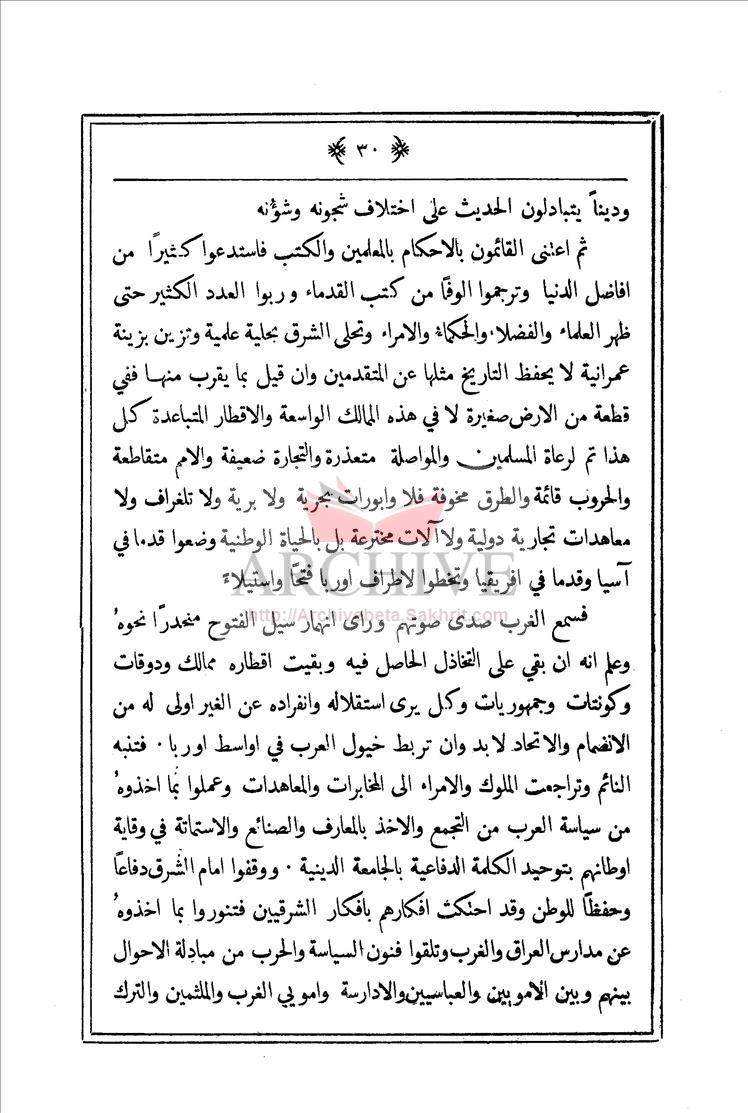 ٣٠
وديناً يتبادلون الحديث على اختلاف شجونه وشؤنه
ثم اعتنى القائمون بالاحكام بالمعلمين والكتب فاستدعوا كثيرًا من
افاضل الدنيا وترجموا الوفًا من كتب القدماء وربوا العدد الكثير حتى
ظهر العلماء والفضلاء والحكماء والامراء وتحلى الشرق بحلية علمية وتزين بزينة
عمرانية لا يحفظ التاريخ مثلها عن المتقدمين وان قيل بما يقرب منها ففي
قطعة من الارض صغيرة لا في هذه الممالك الواسعة والاقطار المتباعدة كل
هذا تم لرعاة المسلمين والمواصلة متعذرة والتجارة ضعيفة والامم متقاطعة
والحروب قائمة والطرق مخوفة فلا وابورات بحرية ولا برية ولا تلغراف ولا
معاهدات تجارية دولية ولا آلات مخترعة بل بالحياة الوطنية وضعوا قدما في
آسيا وقدما في افريقيا وتخطوا لاطراف اوربا فتحًا واستيلاءً
ARCHIVE
http://Archivebeta.Sakhrit.com
فسمع الغرب صدى صوتهم وراى انهمار سيل الفتوح منحدرًا نحوهُ
وعلم انه ان بقي على التخاذل الحاصل فيه وبقيت اقطاره ممالك ودوقات
وكونتات وجمهوريات وكل يرى استقلاله وانفراده عن الغير اولى له من
الانضمام والاتحاد لابد وان تربط خيول العرب في اواسط اوربا . فتنبه
النائم وتراجعت الملوك والامراء الى المخابرات والمعاهدات وعملوا بما اخذوهُ
من سياسة العرب من التجمع والاخذ بالمعارف والصنائع والاستماتة في وقاية
اوطانهم بتوحيد الكلمة الدفاعية بالجامعة الدينية . ووقفوا امام الشرق دفاعًا
وحفظًا للوطن وقد احتكت افكارهم بافكار الشرقيين فتنوروا بما اخذوهُ
عن مدارس العراق والغرب وتلقوا فنون السياسة والحرب من مبادلة الاحوال
بينهم وبين الامويين والعباسيين والادارسة وامويي الغرب والملثمين والترك